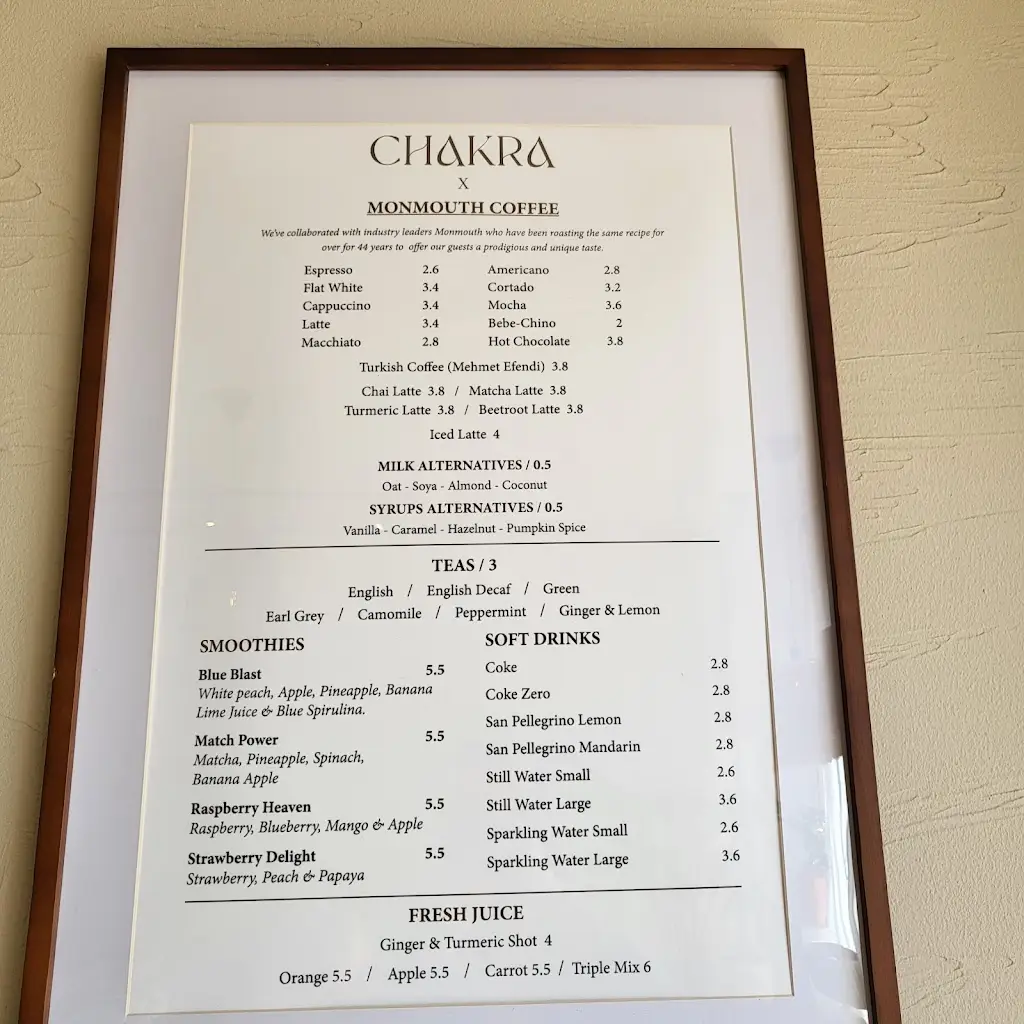 CHAKRA
X
MONMOUTH COFFEE
We've collaborated with industry leaders Monmouth who have been roasting the same recipe for
over for 44 years to offer our guests a prodigious and unique taste.
Espresso 2.6 Americano 2.8
Flat White 3.4 Cortado 3.2
Cappuccino 3.4 Mocha 3.6
Latte 3.4 Bebe-Chino 2
Macchiato 2.8 Hot Chocolate 3.8
Turkish Coffee (Mehmet Efendi) 3.8
Chai Latte 3.8 / Matcha Latte 3.8
Turmeric Latte 3.8 / Beetroot Latte 3.8
Iced Latte 4
MILK ALTERNATIVES / 0.5
Oat - Soya - Almond - Coconut
SYRUPS ALTERNATIVES / 0.5
Vanilla - Caramel - Hazelnut - Pumpkin Spice
TEAS / 3
English / English Decaf / Green
Earl Grey / Camomile / Peppermint / Ginger & Lemon
SMOOTHIES
Blue Blast 5.5
White peach, Apple, Pineapple, Banana
Lime Juice & Blue Spirulina.
Match Power 5.5
Matcha, Pineapple, Spinach,
Banana Apple
Raspberry Heaven 5.5
Raspberry, Blueberry, Mango & Apple
Strawberry Delight 5.5
Strawberry, Peach & Papaya
SOFT DRINKS
Coke 2.8
Coke Zero 2.8
San Pellegrino Lemon 2.8
San Pellegrino Mandarin 2.8
Still Water Small 2.6
Still Water Large 3.6
Sparkling Water Small 2.6
Sparkling Water Large 3.6
FRESH JUICE
Ginger & Turmeric Shot 4
Orange 5.5 / Apple 5.5 / Carrot 5.5 / Triple Mix 6